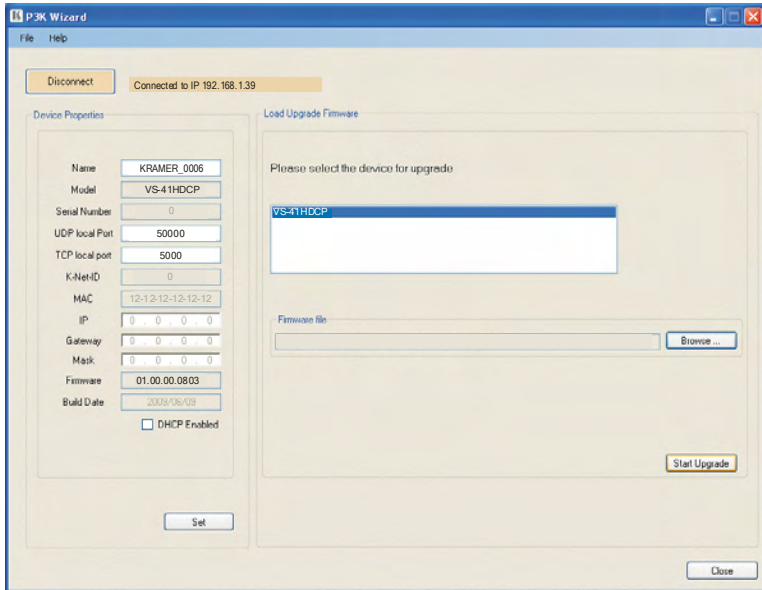 P3K Wizard
File Help
Disconnect
Connected to IP 192.168.1.39
Device Properties
Name KRAMER_0006
Model VS-41HDCP
Serial Number 0
UDP local Port 50000
TCP local port 5000
K-Net-ID 0
MAC 12-12-12-12-12-12
IP 0 . 0 . 0 . 0
Gateway 0 . 0 . 0 . 0
Mask 0 . 0 . 0 . 0
Firmware 01.00.00.0803
Build Date 2009/06/09
DHCP Enabled
Set
Load Upgrade Firmware
Please select the device for upgrade
VS-41HDCP
Firmware file
Browse ...
Start Upgrade
Close